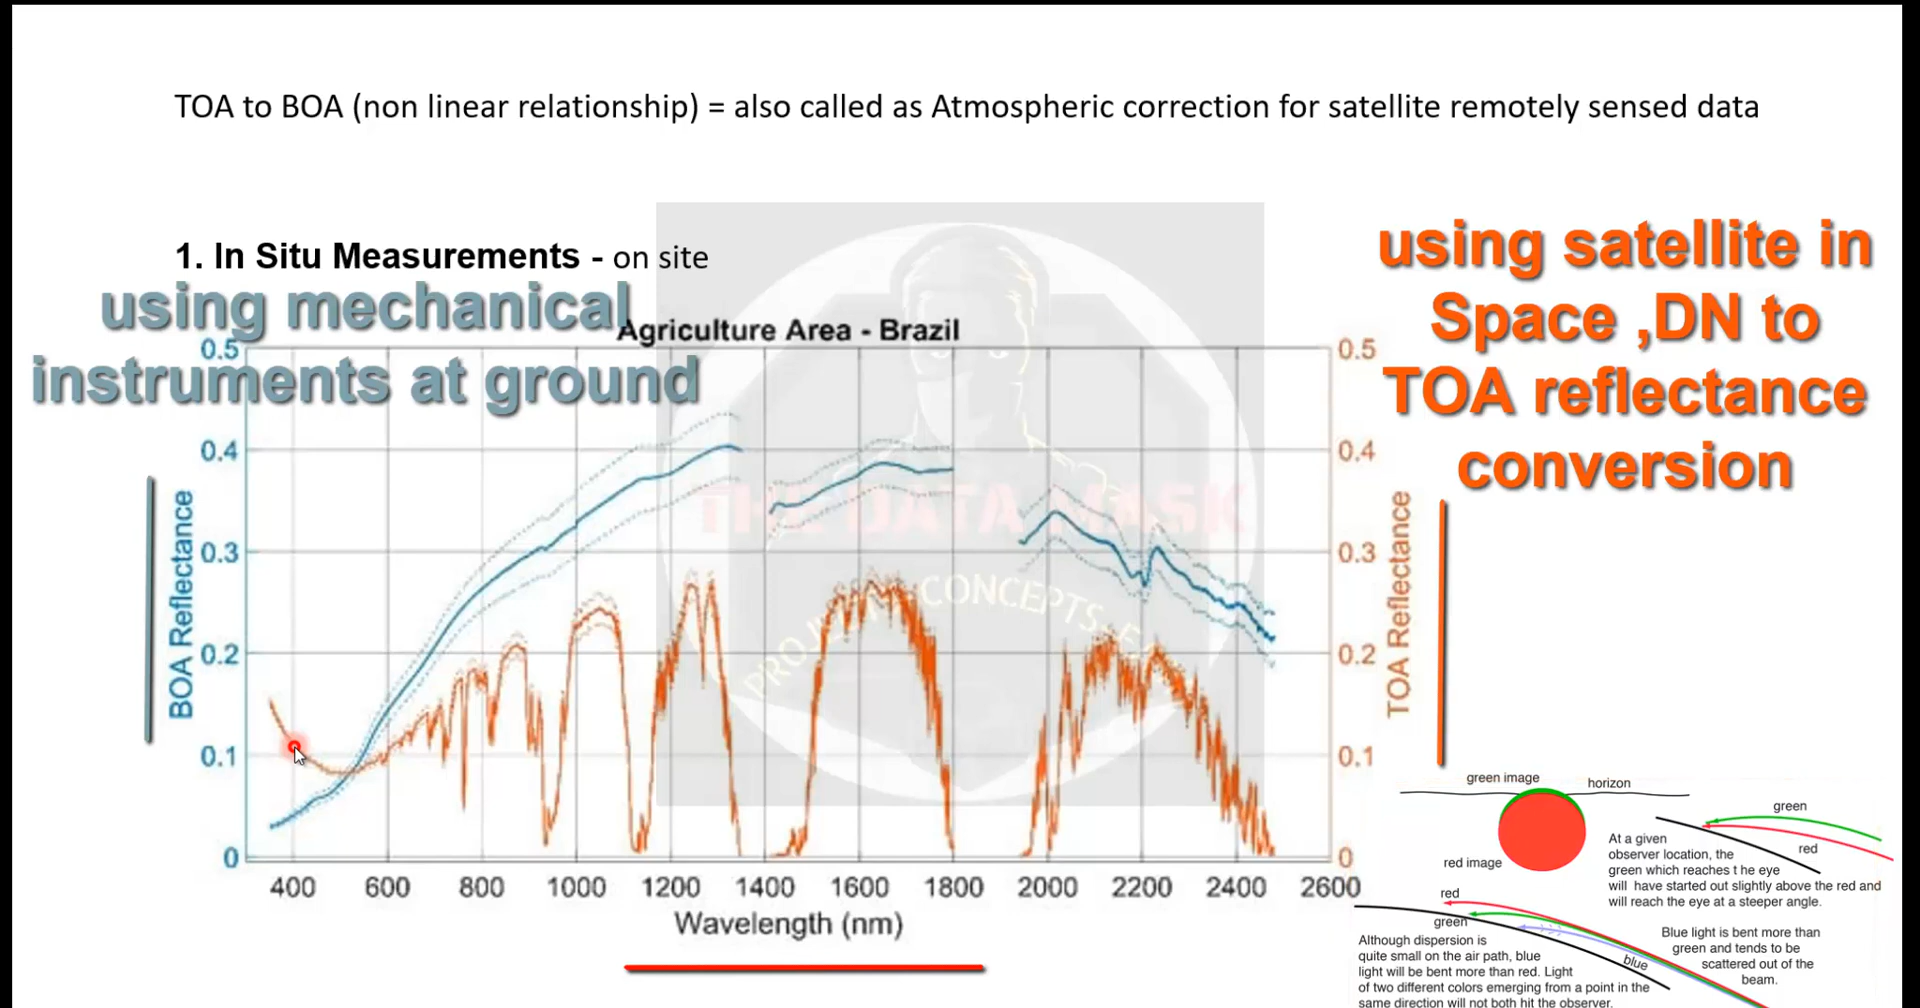 TOA to BOA (non linear relationship) = also called as Atmospheric correction for satellite remotely sensed data
1. In Situ Measurements - on site
using mechanical
instruments at ground
using satellite in
Space ,DN to
TOA reflectance
conversion
Agriculture Area - Brazil
BOA Reflectance
0.5
0.4
0.3
0.2
0.1
0
TOA Reflectance
0.5
0.4
0.3
0.2
0.1
0
400 600 800 1000 1200 1400 1600 1800 2000 2200 2400 2600
Wavelength (nm)
THE DATA MASK
CONCEPTS
green image
horizon
red image
green
red
At a given
observer location, the
green which reaches t he eye
will have started out slightly above the red and
will reach the eye at a steeper angle.
red
green
blue
Although dispersion is
quite small on the air path, blue
light will be bent more than red. Light
of two different colors emerging from a point in the
same direction will not both hit the observer.
Blue light is bent more than
green and tends to be
scattered out of the
beam.